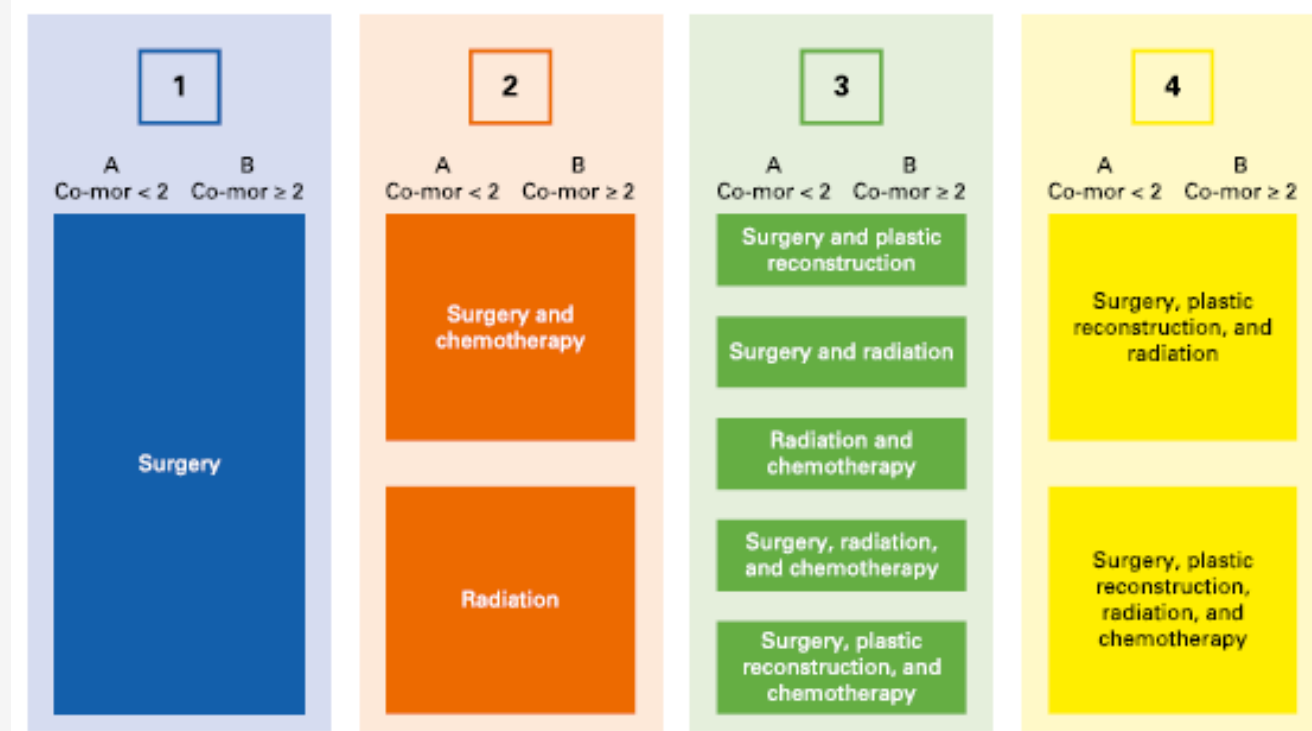 1
A B
Co-mor < 2 Co-mor ≥ 2
Surgery
2
A B
Co-mor < 2 Co-mor ≥ 2
Surgery and
chemotherapy
Radiation
3
A B
Co-mor < 2 Co-mor ≥ 2
Surgery and plastic
reconstruction
Surgery and radiation
Radiation and
chemotherapy
Surgery, radiation,
and chemotherapy
Surgery, plastic
reconstruction, and
chemotherapy
4
A B
Co-mor < 2 Co-mor ≥ 2
Surgery, plastic
reconstruction, and
radiation
Surgery, plastic
reconstruction,
radiation, and
chemotherapy